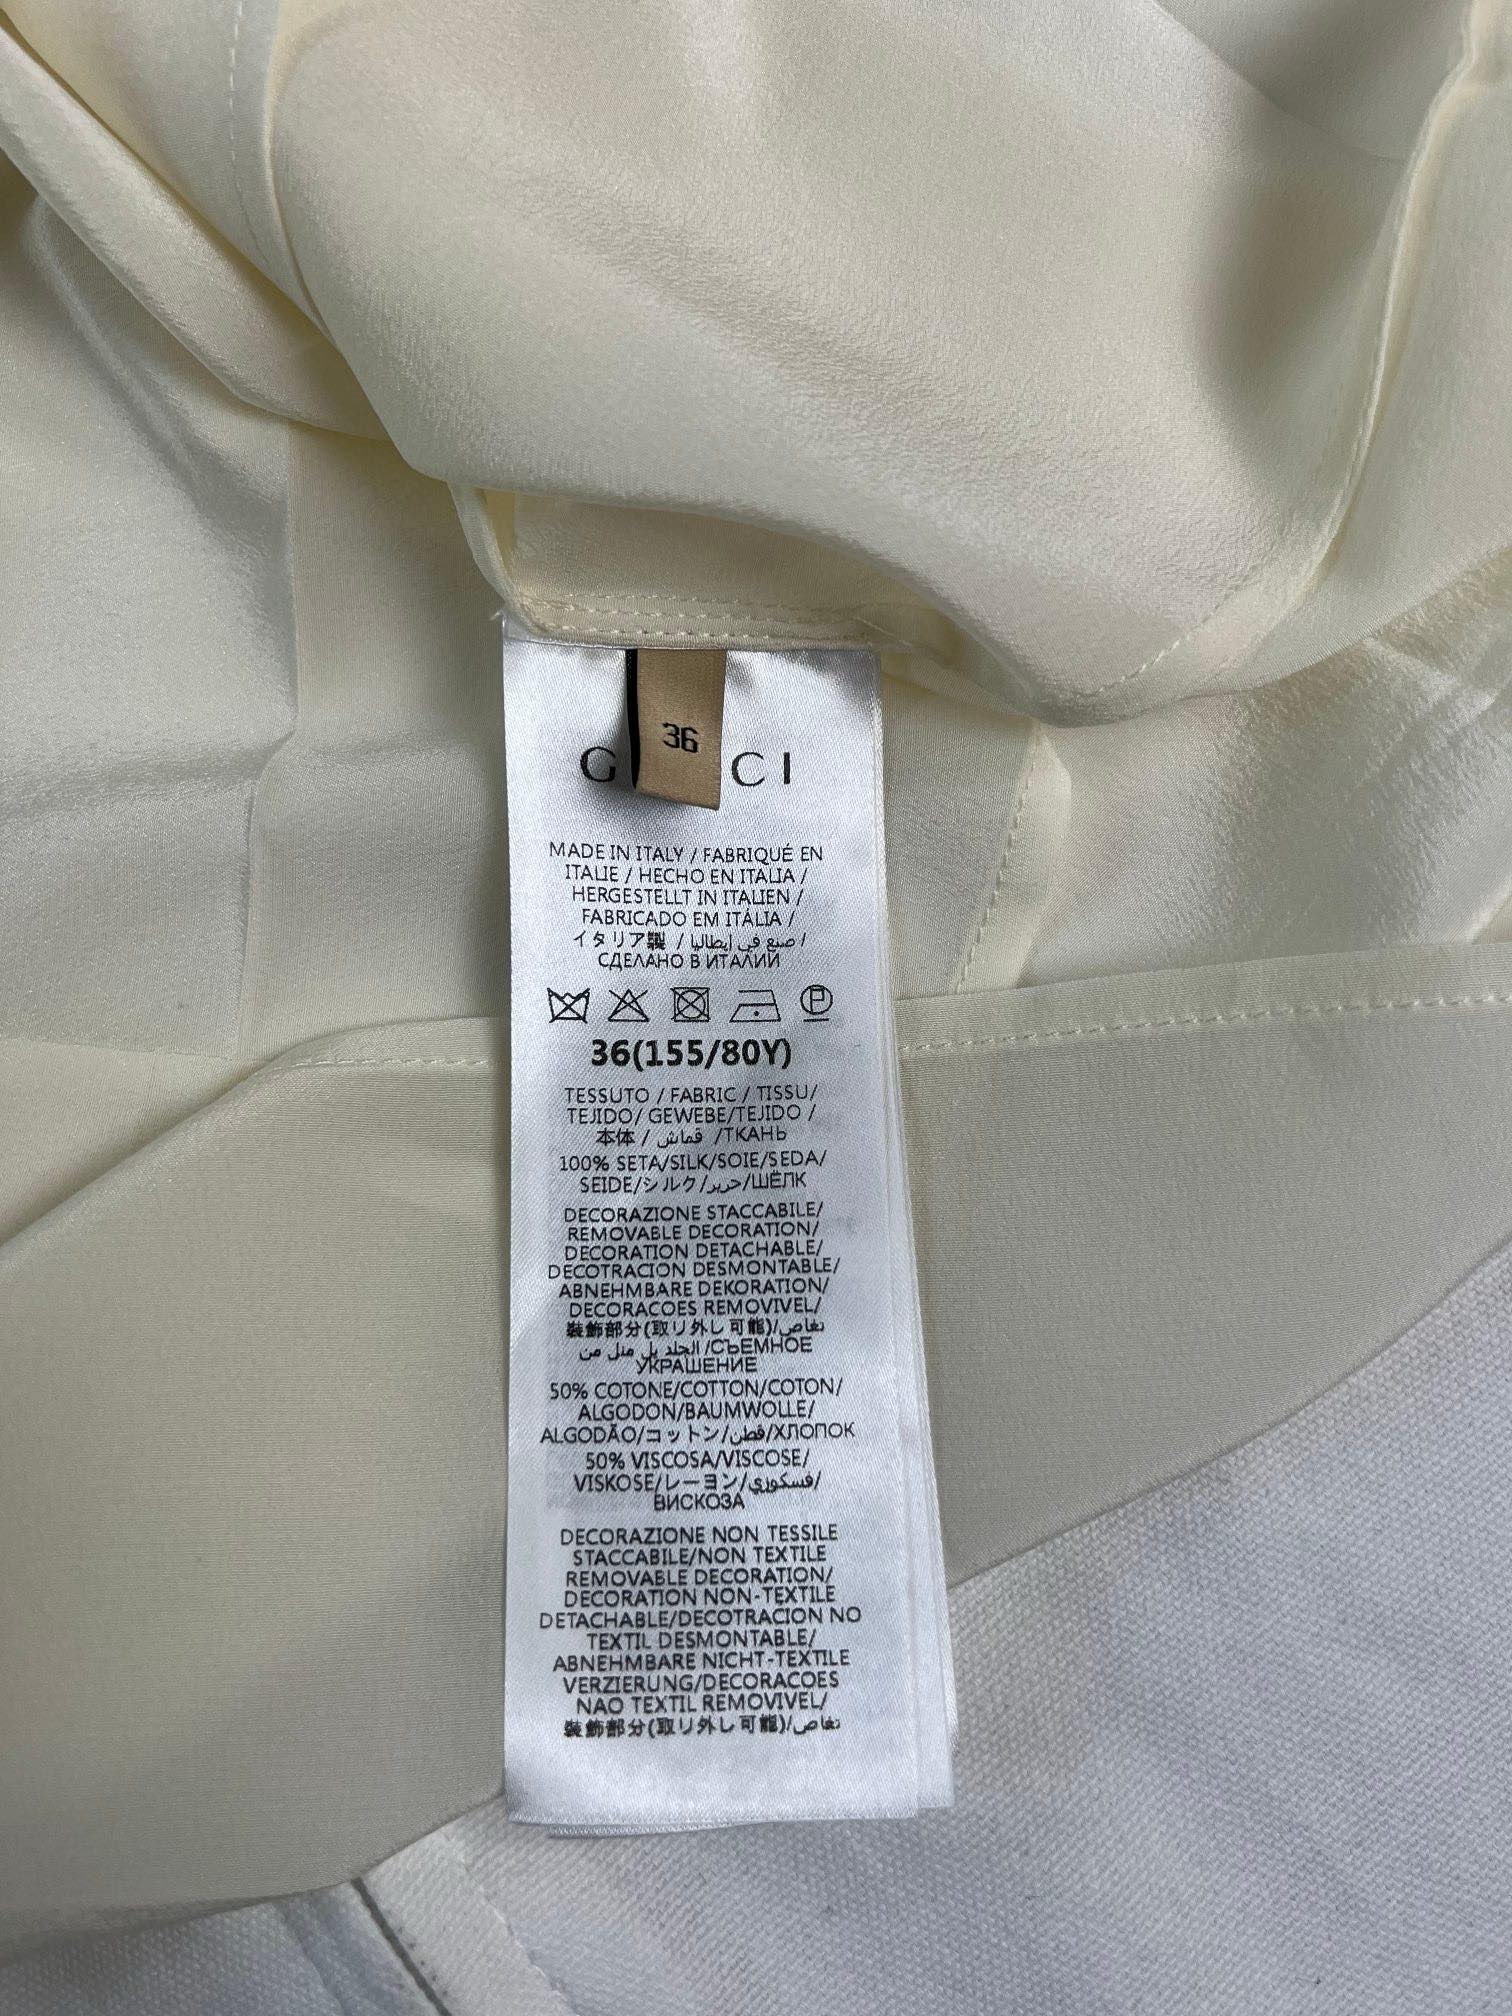 36
G CI
MADE IN ITALY / FABRIQUÉ EN
ITALIE / HECHO EN ITALIA /
HERGESTELLT IN ITALIEN /
FABRICADO EM ITÁLIA /
イタリア製 / صنع في إيطاليا /
СДЕЛАНО В ИТАЛИИ
P
36(155/80Y)
TESSUTO / FABRIC / TISSU/
TEJIDO/ GEWEBE/TEJIDO /
本体 / قماش /ТКАНЬ
100% SETA/SILK/SOIE/SEDA/
SEIDE/シルク/حرير/ШЁЛК
DECORAZIONE STACCABILE/
REMOVABLE DECORATION/
DECORATION DETACHABLE/
DECOTRACION DESMONTABLE/
ABNEHMBARE DEKORATION/
DECORACOES REMOVIVEL/
装飾部分(取り外し可能)/
/СЪЕМНОЕ
УКРАШЕНИЕ
50% COTONE/COTTON/COTON/
ALGODON/BAUMWOLLE/
ALGODÃO/コットン/قطن/ХЛОПОК
50% VISCOSA/VISCOSE/
VISKOSE/レーヨン/فسكوزي/
ВИСКОЗА
DECORAZIONE NON TESSILE
STACCABILE/NON TEXTILE
REMOVABLE DECORATION/
DECORATION NON-TEXTILE
DETACHABLE/DECOTRACION NO
TEXTIL DESMONTABLE/
ABNEHMBARE NICHT-TEXTILE
VERZIERUNG/DECORACOES
NAO TEXTIL REMOVIVEL/
装飾部分(取り外し可能)/